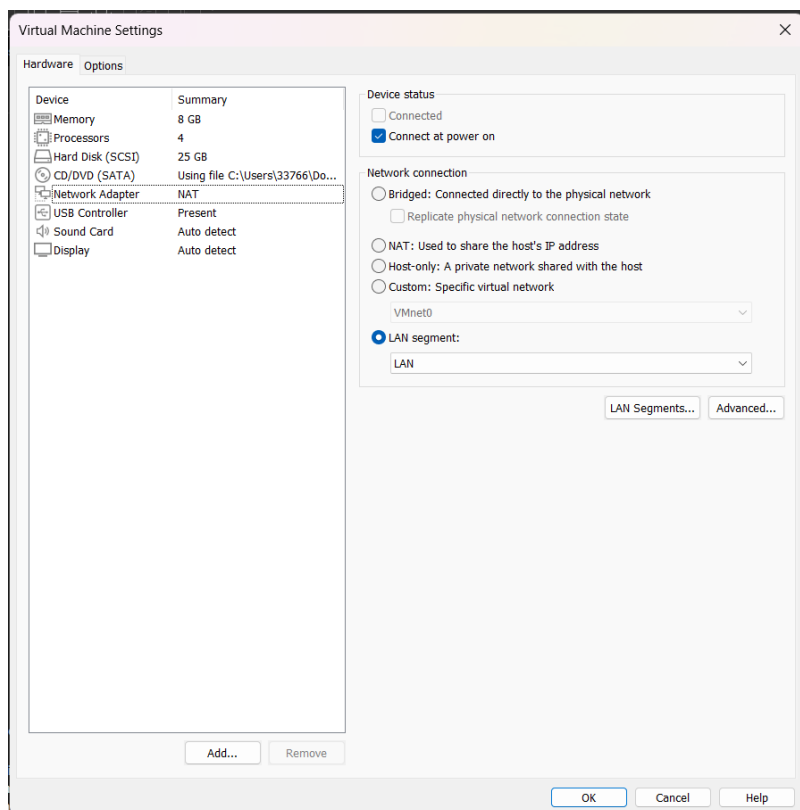 Virtual Machine Settings
Hardware Options
Device Summary
Memory 8 GB
Processors 4
Hard Disk (SCSI) 25 GB
CD/DVD (SATA) Using file C:\Users\33766\Do...
Network Adapter NAT
USB Controller Present
Sound Card Auto detect
Display Auto detect
Add... Remove
Device status
Connected
Connect at power on
Network connection
Bridged: Connected directly to the physical network
Replicate physical network connection state
NAT: Used to share the host's IP address
Host-only: A private network shared with the host
Custom: Specific virtual network
VMnet0
LAN segment:
LAN
LAN Segments... Advanced...
OK Cancel Help